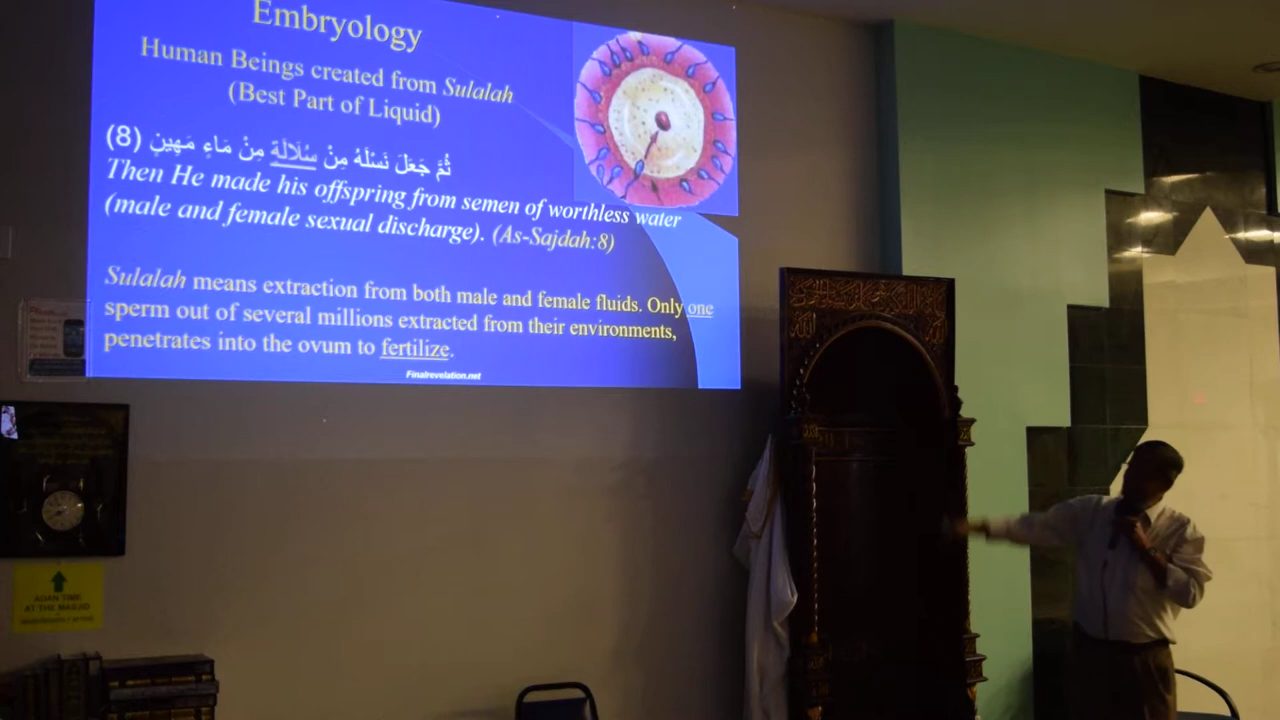 Embryology
Human Beings created from Sulalah
(Best Part of Liquid)
ثُمَّ جَعَلَ نَسْلَهُ مِنْ سُلَالَةٍ مِنْ مَاءٍ مَهِينٍ (8)
Then He made his offspring from semen of worthless water
(male and female sexual discharge). (As-Sajdah:8)
Sulalah means extraction from both male and female fluids. Only one
sperm out of several millions extracted from their environments,
penetrates into the ovum to fertilize.
Finalrevelation.net
ADAN TIME
AT THE MASJID